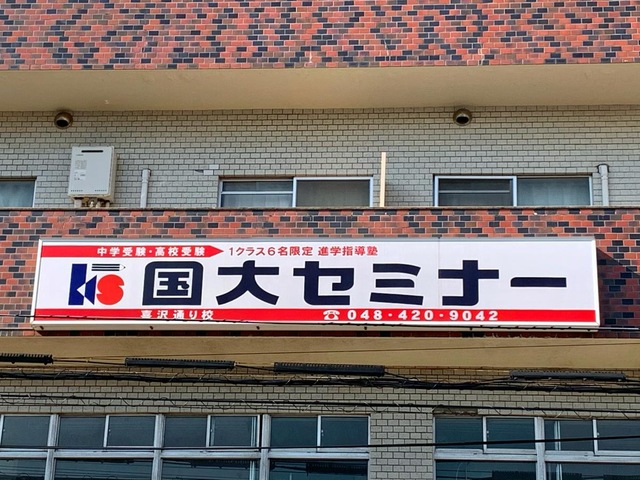 中学受験・高校受験 1クラス6名限定 進学指導塾
KS 国大セミナー
喜沢通り校 ☎048・420・9042